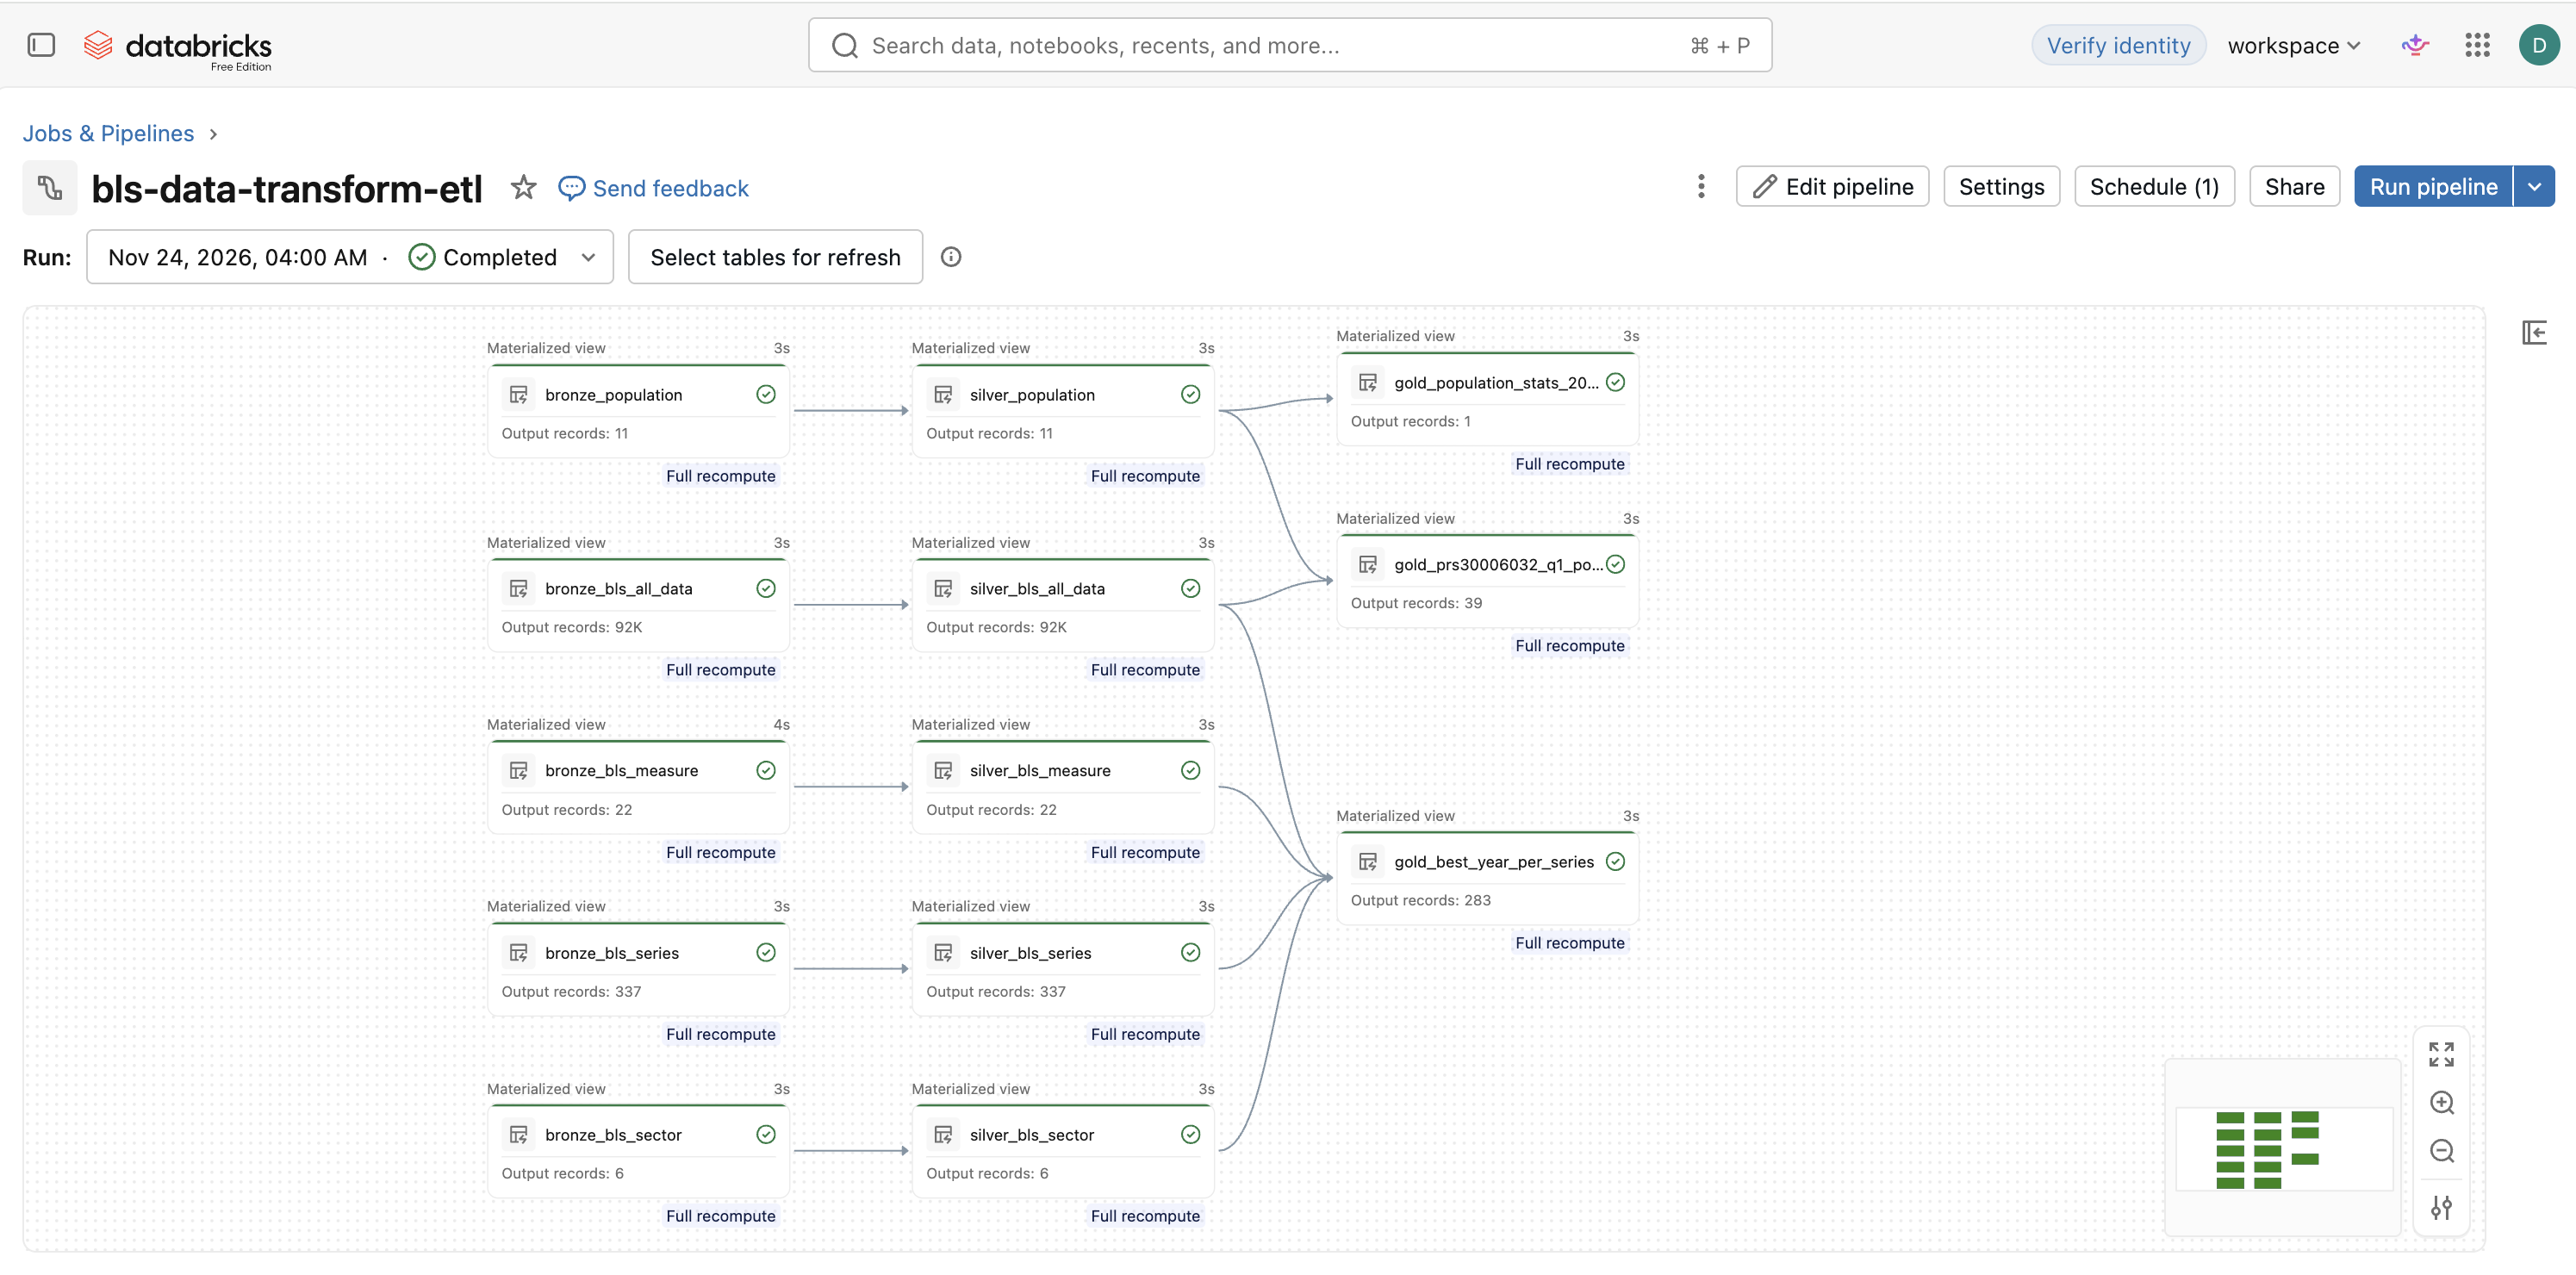 databricks
Free Edition
Search data, notebooks, recents, and more...
⌘ + P
Verify identity
workspace
D
Jobs & Pipelines
bls-data-transform-etl
Send feedback
Edit pipeline
Settings
Schedule (1)
Share
Run pipeline
Run:
Nov 24, 2026, 04:00 AM · Completed
Select tables for refresh
Materialized view 3s
bronze_population
Output records: 11
Full recompute
Materialized view 3s
silver_population
Output records: 11
Full recompute
Materialized view 3s
gold_population_stats_20...
Output records: 1
Full recompute
Materialized view 3s
bronze_bls_all_data
Output records: 92K
Full recompute
Materialized view 3s
silver_bls_all_data
Output records: 92K
Full recompute
Materialized view 3s
gold_prs30006032_q1_po...
Output records: 39
Full recompute
Materialized view 4s
bronze_bls_measure
Output records: 22
Full recompute
Materialized view 3s
silver_bls_measure
Output records: 22
Full recompute
Materialized view 3s
gold_best_year_per_series
Output records: 283
Full recompute
Materialized view 3s
bronze_bls_series
Output records: 337
Full recompute
Materialized view 3s
silver_bls_series
Output records: 337
Full recompute
Materialized view 3s
bronze_bls_sector
Output records: 6
Full recompute
Materialized view 3s
silver_bls_sector
Output records: 6
Full recompute